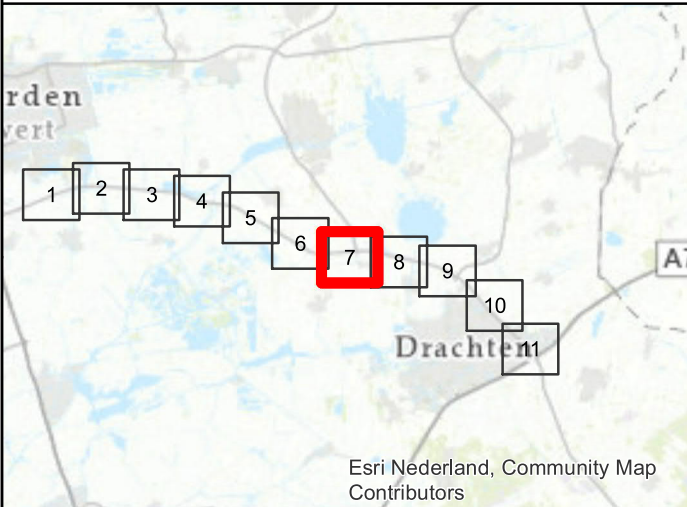 rden
wert
1
2
3
4
5
6
7
8
9
10
11
A7
Drachten
Esri Nederland, Community Map
Contributors